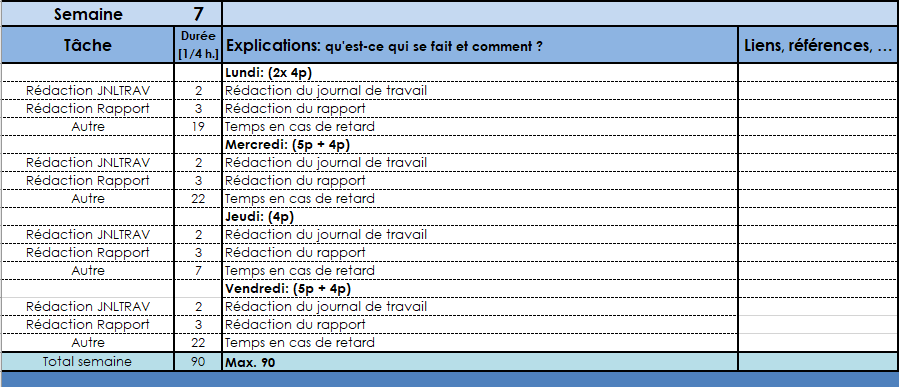 Semaine 7
Tâche Durée [1/4 h.] Explications: qu'est-ce qui se fait et comment ? Liens, références, ...
Lundi: (2x 4p)
Rédaction JNLTRAV 2 Rédaction du journal de travail
Rédaction Rapport 3 Rédaction du rapport
Autre 19 Temps en cas de retard
Mercredi: (5p + 4p)
Rédaction JNLTRAV 2 Rédaction du journal de travail
Rédaction Rapport 3 Rédaction du rapport
Autre 22 Temps en cas de retard
Jeudi: (4p)
Rédaction JNLTRAV 2 Rédaction du journal de travail
Rédaction Rapport 3 Rédaction du rapport
Autre 7 Temps en cas de retard
Vendredi: (5p + 4p)
Rédaction JNLTRAV 2 Rédaction du journal de travail
Rédaction Rapport 3 Rédaction du rapport
Autre 22 Temps en cas de retard
Total semaine 90 Max. 90